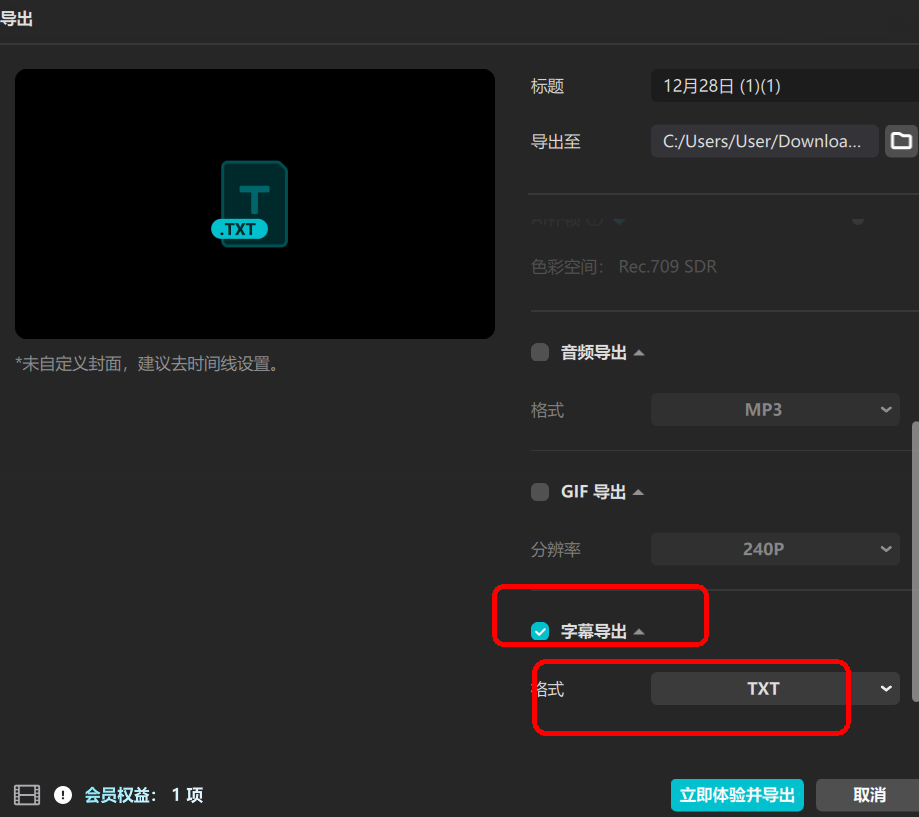 导出
标题
12月28日 (1)(1)
导出至
C:/Users/User/Downloa...
.TXT
T
色彩空间： Rec.709 SDR
*未自定义封面，建议去时间线设置。
音频导出
格式
MP3
GIF 导出
分辨率
240P
字幕导出
格式
TXT
会员权益： 1 项
立即体验并导出
取消